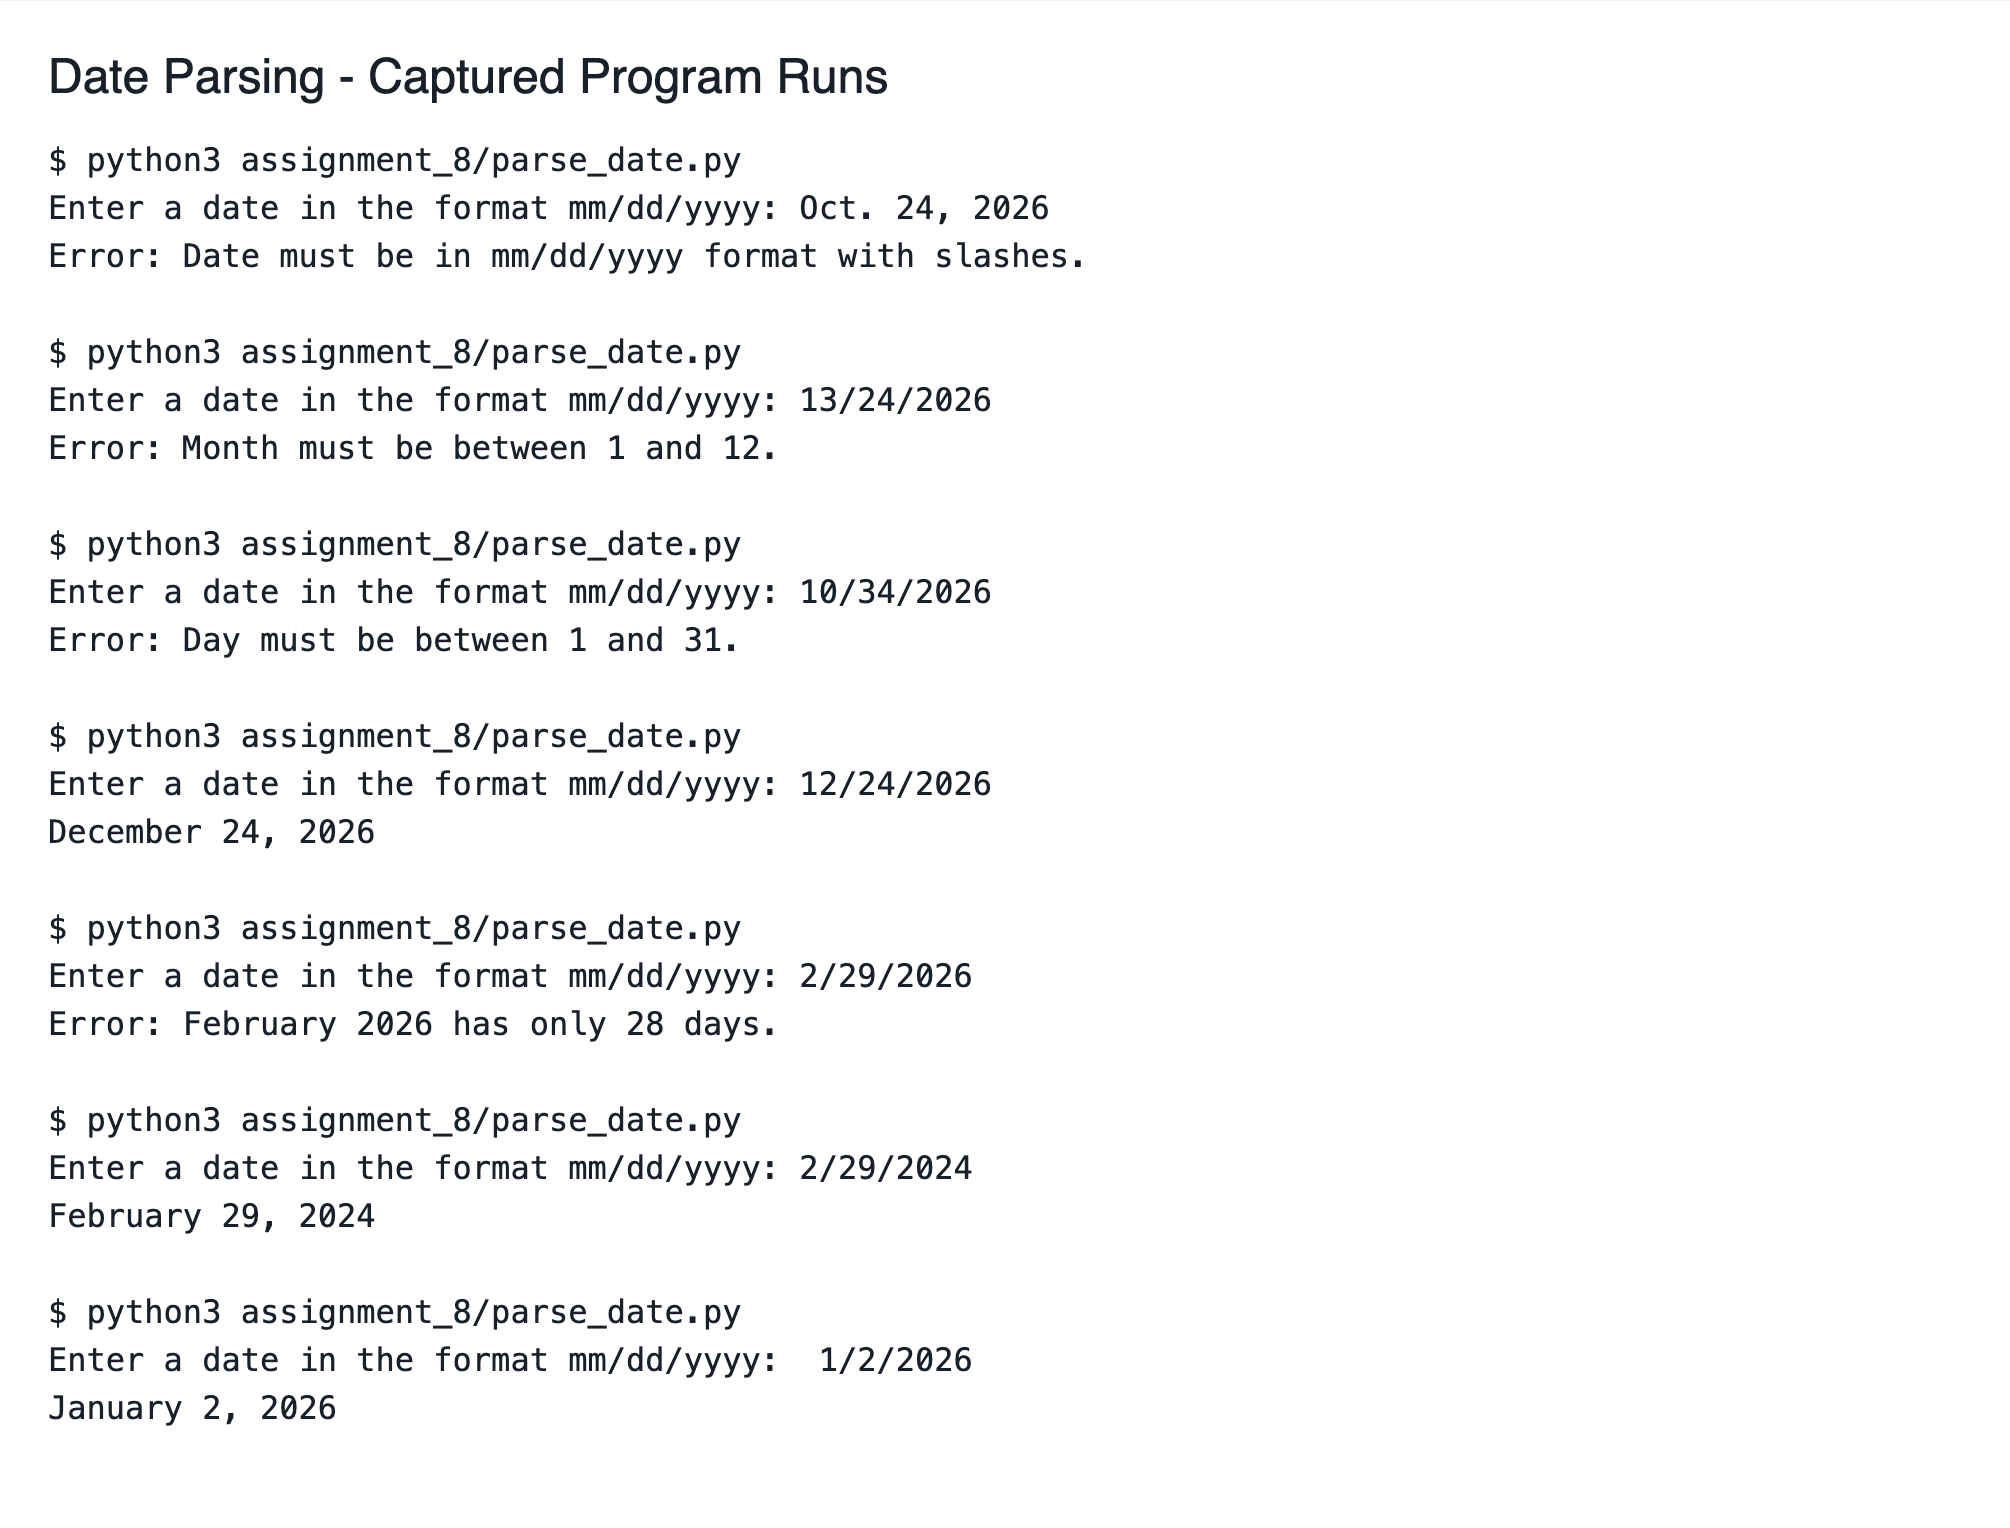 Date Parsing - Captured Program Runs
$ python3 assignment_8/parse_date.py
Enter a date in the format mm/dd/yyyy: Oct. 24, 2026
Error: Date must be in mm/dd/yyyy format with slashes.
$ python3 assignment_8/parse_date.py
Enter a date in the format mm/dd/yyyy: 13/24/2026
Error: Month must be between 1 and 12.
$ python3 assignment_8/parse_date.py
Enter a date in the format mm/dd/yyyy: 10/34/2026
Error: Day must be between 1 and 31.
$ python3 assignment_8/parse_date.py
Enter a date in the format mm/dd/yyyy: 12/24/2026
December 24, 2026
$ python3 assignment_8/parse_date.py
Enter a date in the format mm/dd/yyyy: 2/29/2026
Error: February 2026 has only 28 days.
$ python3 assignment_8/parse_date.py
Enter a date in the format mm/dd/yyyy: 2/29/2024
February 29, 2024
$ python3 assignment_8/parse_date.py
Enter a date in the format mm/dd/yyyy:  1/2/2026
January 2, 2026